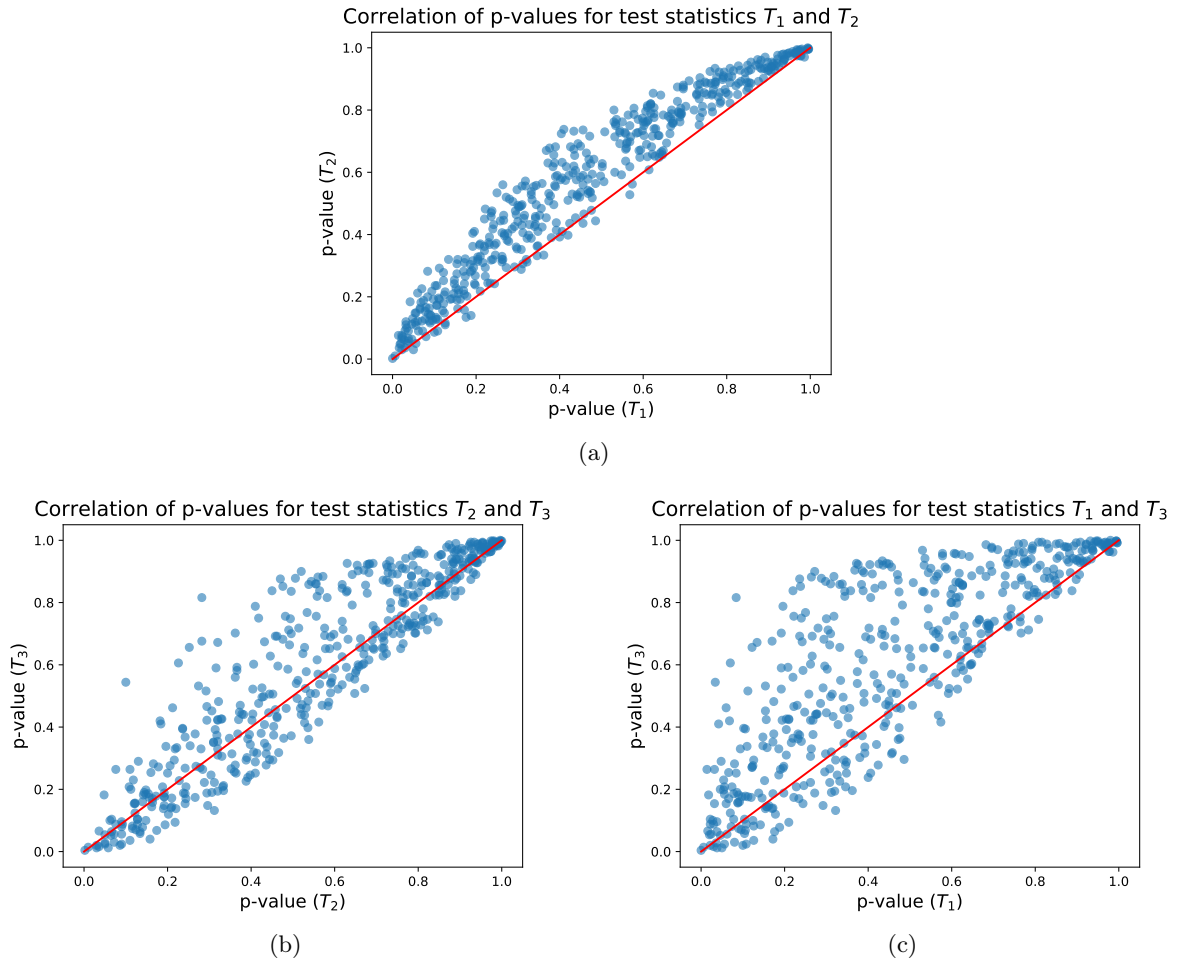 Correlation of p-values for test statistics T₁ and T₂
1.0
0.8
0.6
0.4
0.2
0.0
p-value (T₂)
0.0 0.2 0.4 0.6 0.8 1.0
p-value (T₁)
(a)
Correlation of p-values for test statistics T₂ and T₃
1.0
0.8
0.6
0.4
0.2
0.0
p-value (T₃)
0.0 0.2 0.4 0.6 0.8 1.0
p-value (T₂)
(b)
Correlation of p-values for test statistics T₁ and T₃
1.0
0.8
0.6
0.4
0.2
0.0
p-value (T₃)
0.0 0.2 0.4 0.6 0.8 1.0
p-value (T₁)
(c)